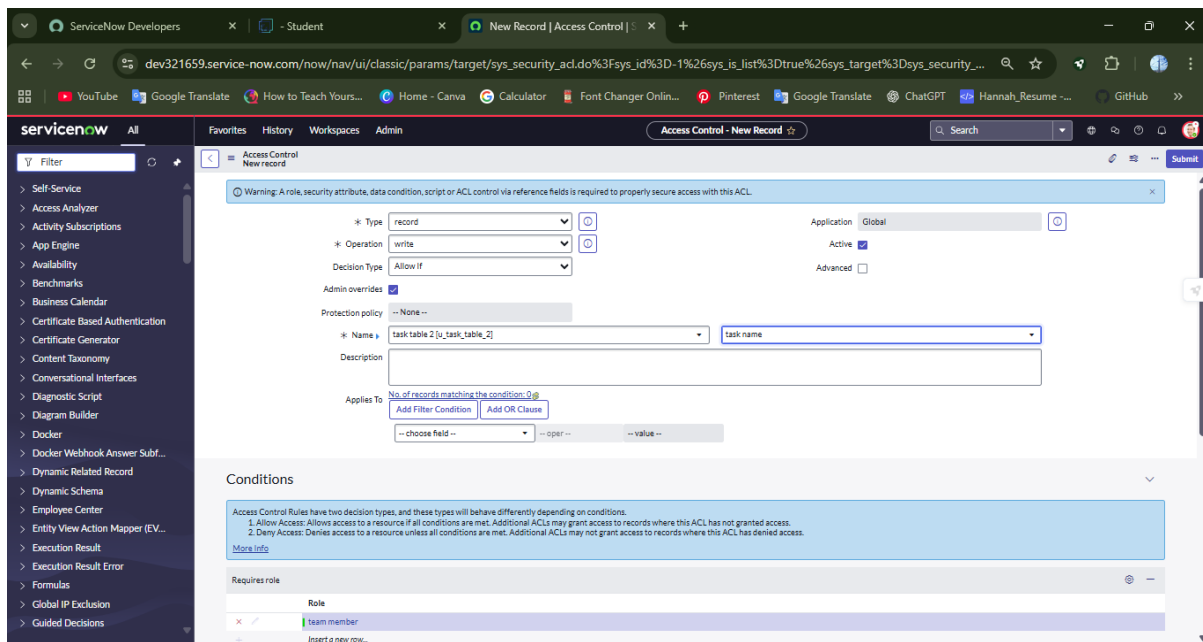 ServiceNow Developers
- Student
New Record | Access Control | S
dev321659.service-now.com/now/nav/ui/classic/params/target/sys_security_acl.do%3Fsys_id%3D-1%26sys_is_list%3Dtrue%26sys_target%3Dsys_security_...
YouTube Google Translate How to Teach Yours... Home - Canva Calculator Font Changer Onlin... Pinterest Google Translate ChatGPT Hannah_Resume -... GitHub
servicenow All Favorites History Workspaces Admin Access Control - New Record Search
Filter
Self-Service
Access Analyzer
Activity Subscriptions
App Engine
Availability
Benchmarks
Business Calendar
Certificate Based Authentication
Certificate Generator
Content Taxonomy
Conversational Interfaces
Diagnostic Script
Diagram Builder
Docker
Docker Webhook Answer Subf...
Dynamic Related Record
Dynamic Schema
Employee Center
Entity View Action Mapper (EV...
Execution Result
Execution Result Error
Formulas
Global IP Exclusion
Guided Decisions
Access Control
New record
Submit
Warning: A role, security attribute, data condition, script or ACL control via reference fields is required to properly secure access with this ACL.
Type record Application Global
Operation write Active
Decision Type Allow If Advanced
Admin overrides
Protection policy -- None --
Name task table 2 [u_task_table_2] task name
Description
Applies To No. of records matching the condition: 0
Add Filter Condition Add OR Clause
-- choose field -- -- oper -- -- value --
Conditions
Access Control Rules have two decision types, and these types will behave differently depending on conditions.
1. Allow Access: Allows access to a resource if all conditions are met. Additional ACLs may grant access to records where this ACL has not granted access.
2. Deny Access: Denies access to a resource unless all conditions are met. Additional ACLs may not grant access to records where this ACL has denied access.
More Info
Requires role
Role
team member
Insert a new row...